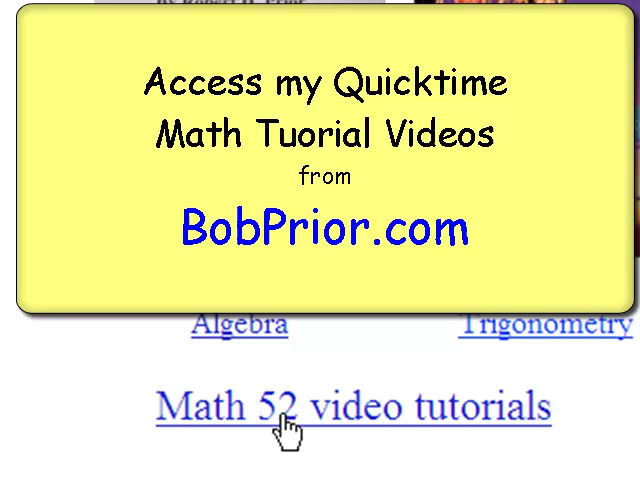 Access my Quicktime
Math Tuorial Videos
from
BobPrior.com
Algebra Trigonometry
Math 52 video tutorials